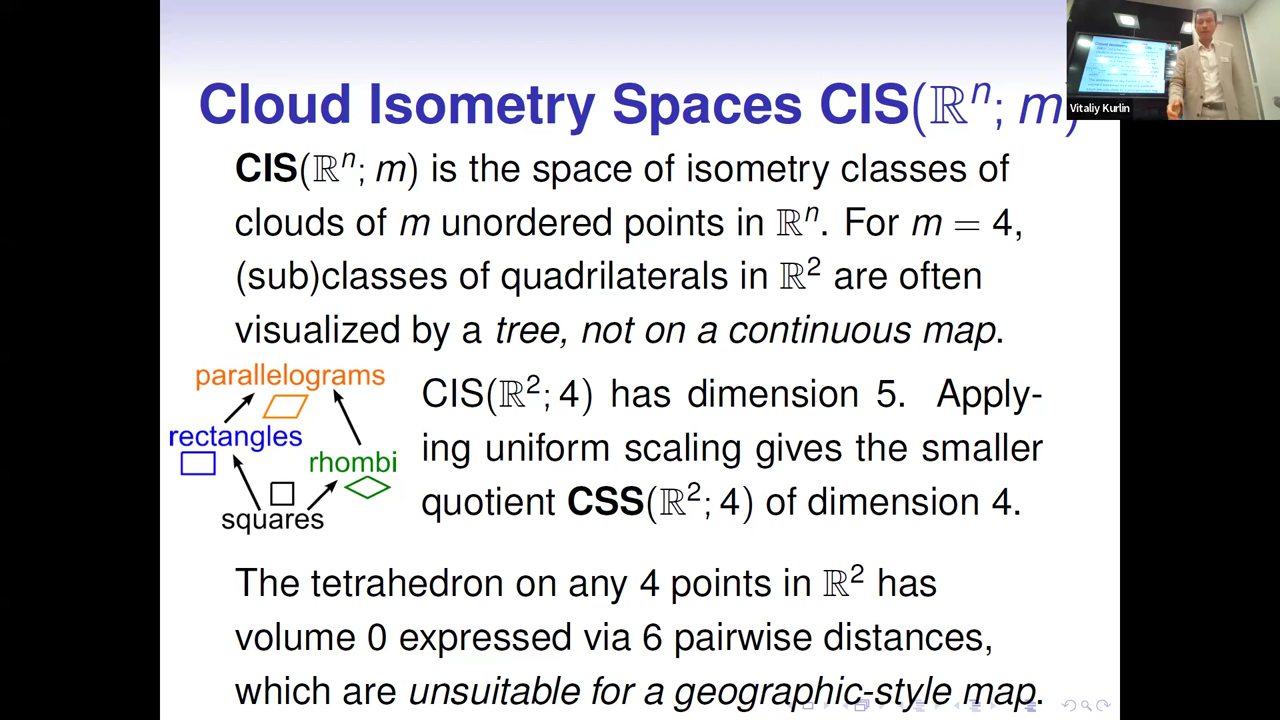 Cloud Isometry Spaces CIS(ℝⁿ; m)
Vitaliy Kurlin
CIS(ℝⁿ; m) is the space of isometry classes of
clouds of m unordered points in ℝⁿ. For m = 4,
(sub)classes of quadrilaterals in ℝ² are often
visualized by a tree, not on a continuous map.
parallelograms
rectangles
rhombi
squares
CIS(ℝ²; 4) has dimension 5. Apply-
ing uniform scaling gives the smaller
quotient CSS(ℝ²; 4) of dimension 4.
The tetrahedron on any 4 points in ℝ² has
volume 0 expressed via 6 pairwise distances,
which are unsuitable for a geographic-style map.